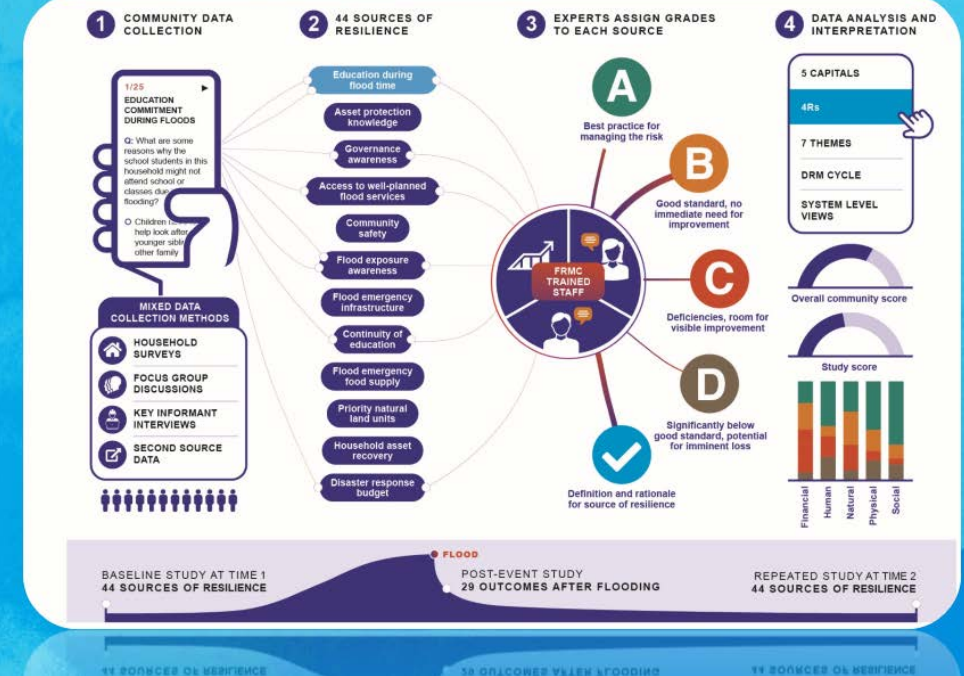 1 COMMUNITY DATA
COLLECTION
2 44 SOURCES OF
RESILIENCE
3 EXPERTS ASSIGN GRADES
TO EACH SOURCE
4 DATA ANALYSIS AND
INTERPRETATION
1/25
EDUCATION
COMMITMENT
DURING FLOODS
Q: What are some
reasons why the
school students in this
household might not
attend school or
classes due
flooding?
O Children
help look after
younger
other family
MIXED DATA
COLLECTION METHODS
HOUSEHOLD
SURVEYS
FOCUS GROUP
DISCUSSIONS
KEY INFORMANT
INTERVIEWS
SECOND SOURCE
DATA
Education during
flood time
Asset protection
knowledge
Governance
awareness
Access to well-planned
flood services
Community
safety
Flood exposure
awareness
Flood emergency
infrastructure
Continuity of
education
Flood emergency
food supply
Priority natural
land units
Household asset
recovery
Disaster response
budget
FRMC
TRAINED
STAFF
A
Best practice for
managing the risk
B
Good standard, no
immediate need for
improvement
C
Deficiencies, room for
visible improvement
D
Significantly below
good standard, potential
for imminent loss
Definition and rationale
for source of resilience
5 CAPITALS
4Rs
7 THEMES
DRM CYCLE
SYSTEM LEVEL
VIEWS
Overall community score
Study score
Financial
Human
Natural
Physical
Social
FLOOD
BASELINE STUDY AT TIME 1
44 SOURCES OF RESILIENCE
POST-EVENT STUDY
29 OUTCOMES AFTER FLOODING
REPEATED STUDY AT TIME 2
44 SOURCES OF RESILIENCE